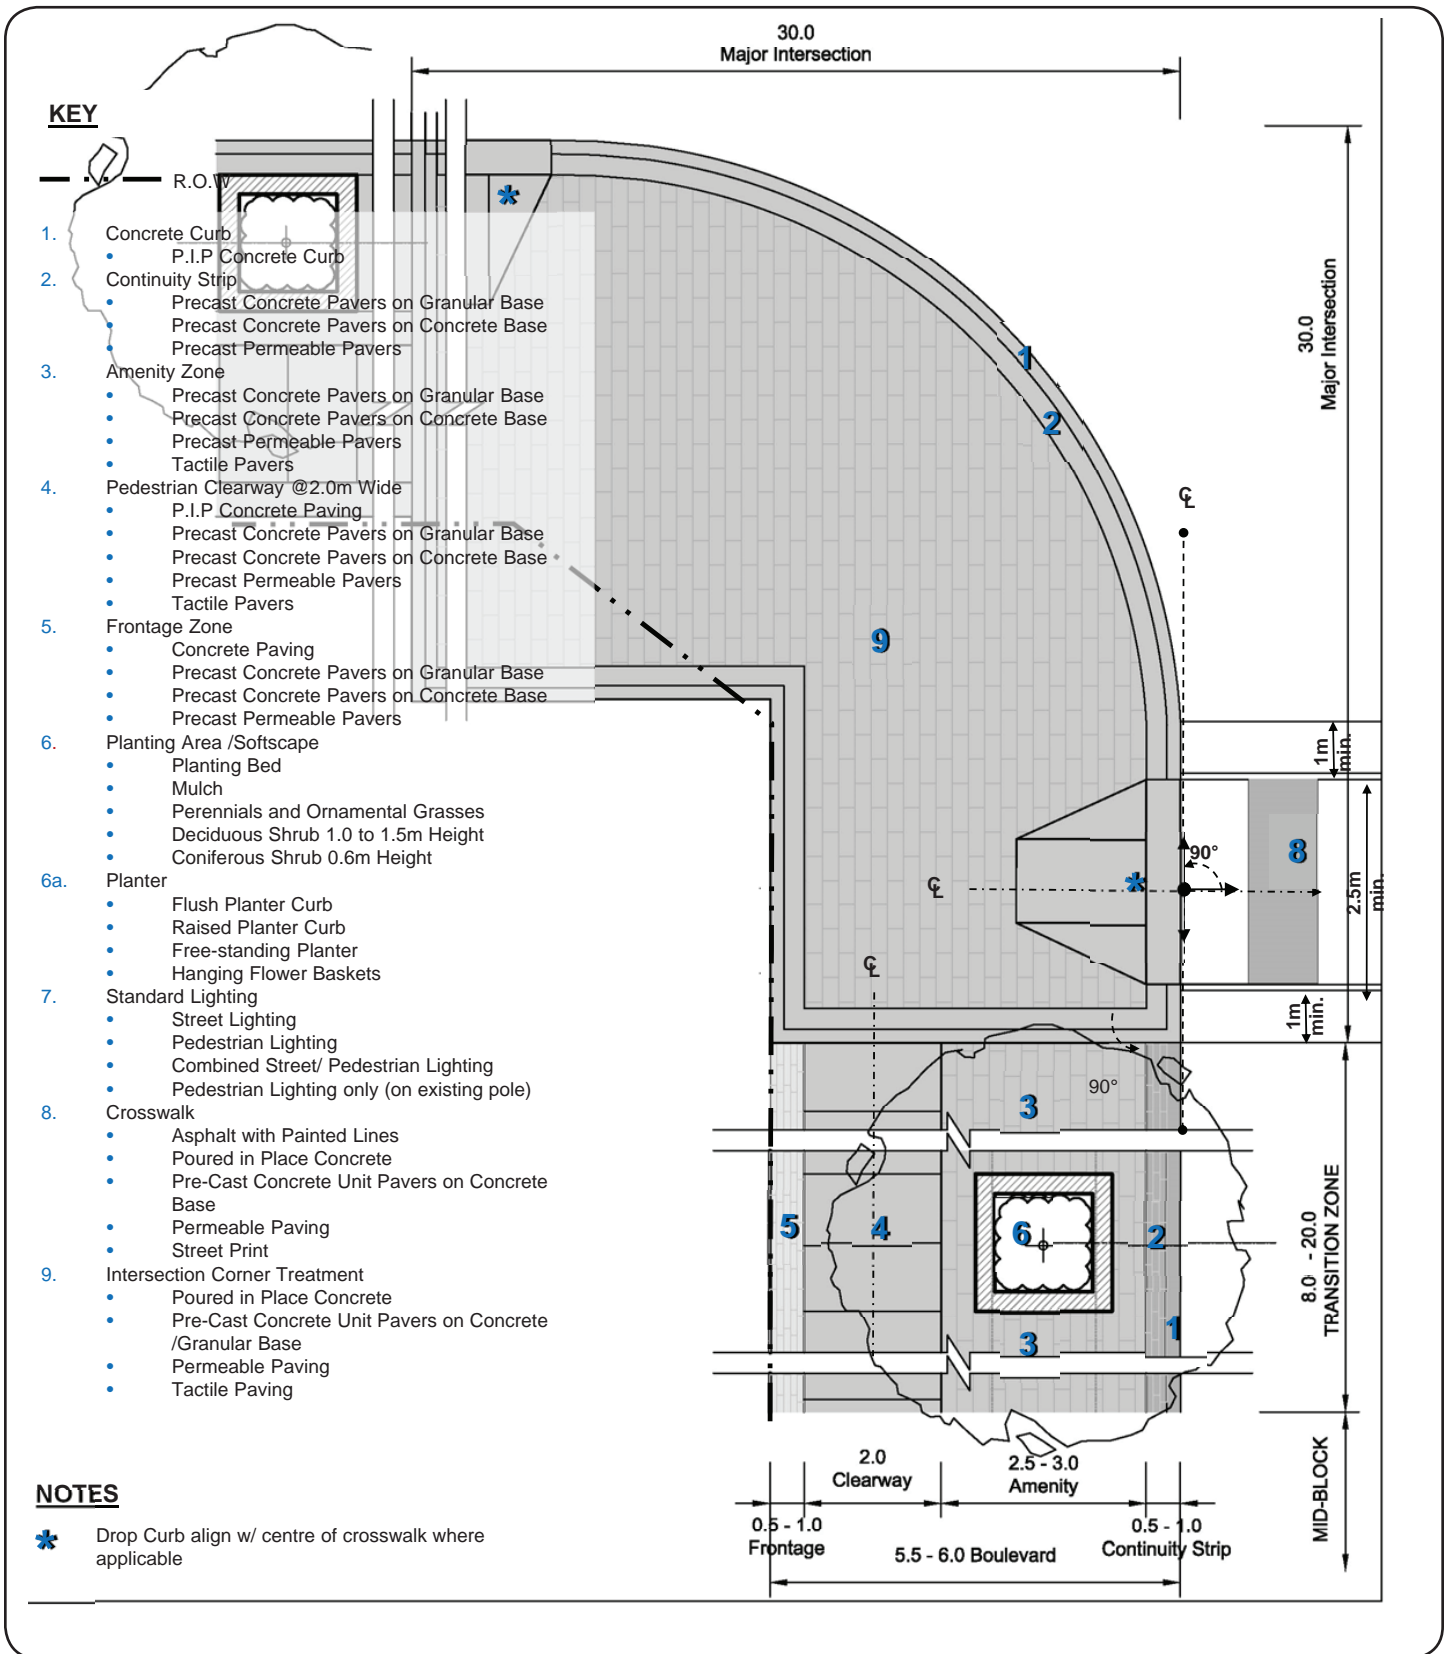 30.0
Major Intersection
KEY
R.O.W
1. Concrete Curb
• P.I.P Concrete Curb
2. Continuity Strip
• Precast Concrete Pavers on Granular Base
• Precast Concrete Pavers on Concrete Base
• Precast Permeable Pavers
3. Amenity Zone
• Precast Concrete Pavers on Granular Base
• Precast Concrete Pavers on Concrete Base
• Precast Permeable Pavers
• Tactile Pavers
4. Pedestrian Clearway @2.0m Wide
• P.I.P Concrete Paving
• Precast Concrete Pavers on Granular Base
• Precast Concrete Pavers on Concrete Base
• Precast Permeable Pavers
• Tactile Pavers
5. Frontage Zone
• Concrete Paving
• Precast Concrete Pavers on Granular Base
• Precast Concrete Pavers on Concrete Base
• Precast Permeable Pavers
6. Planting Area /Softscape
• Planting Bed
• Mulch
• Perennials and Ornamental Grasses
• Deciduous Shrub 1.0 to 1.5m Height
• Coniferous Shrub 0.6m Height
6a. Planter
• Flush Planter Curb
• Raised Planter Curb
• Free-standing Planter
• Hanging Flower Baskets
7. Standard Lighting
• Street Lighting
• Pedestrian Lighting
• Combined Street/ Pedestrian Lighting
• Pedestrian Lighting only (on existing pole)
8. Crosswalk
• Asphalt with Painted Lines
• Poured in Place Concrete
• Pre-Cast Concrete Unit Pavers on Concrete
Base
• Permeable Paving
• Street Print
9. Intersection Corner Treatment
• Poured in Place Concrete
• Pre-Cast Concrete Unit Pavers on Concrete
/Granular Base
• Permeable Paving
• Tactile Paving
NOTES
* Drop Curb align w/ centre of crosswalk where
applicable
*
1
2
30.0
Major Intersection
℄
9
1m
min.
8
90°
*
℄
2.5m
min.
℄
1m
min.
90°
3
5
4
6
2
3
1
8.0 - 20.0
TRANSITION ZONE
MID-BLOCK
2.0
Clearway
2.5 - 3.0
Amenity
0.5 - 1.0
Frontage
0.5 - 1.0
Continuity Strip
5.5 - 6.0 Boulevard